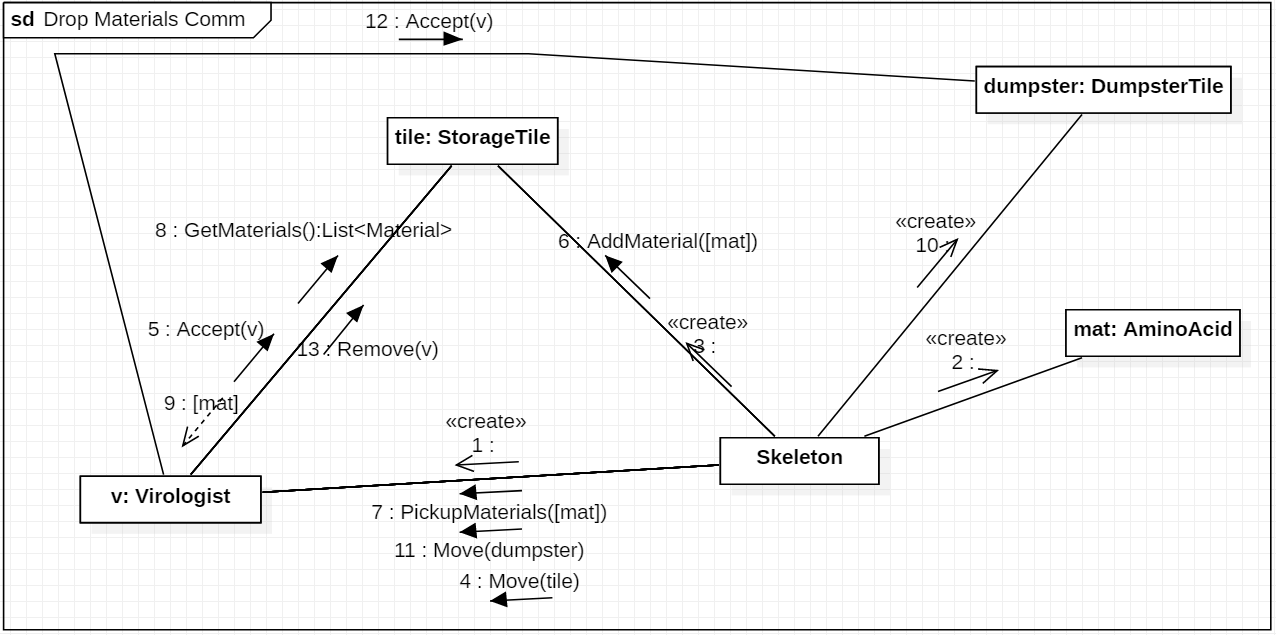 sd Drop Materials Comm
12 : Accept(v)
dumpster: DumpsterTile
tile: StorageTile
8 : GetMaterials():List<Material>
6 : AddMaterial([mat])
«create»
10 :
5 : Accept(v)
13 : Remove(v)
«create»
3 :
mat: AminoAcid
«create»
2 :
9 : [mat]
«create»
1 :
Skeleton
v: Virologist
7 : PickupMaterials([mat])
11 : Move(dumpster)
4 : Move(tile)